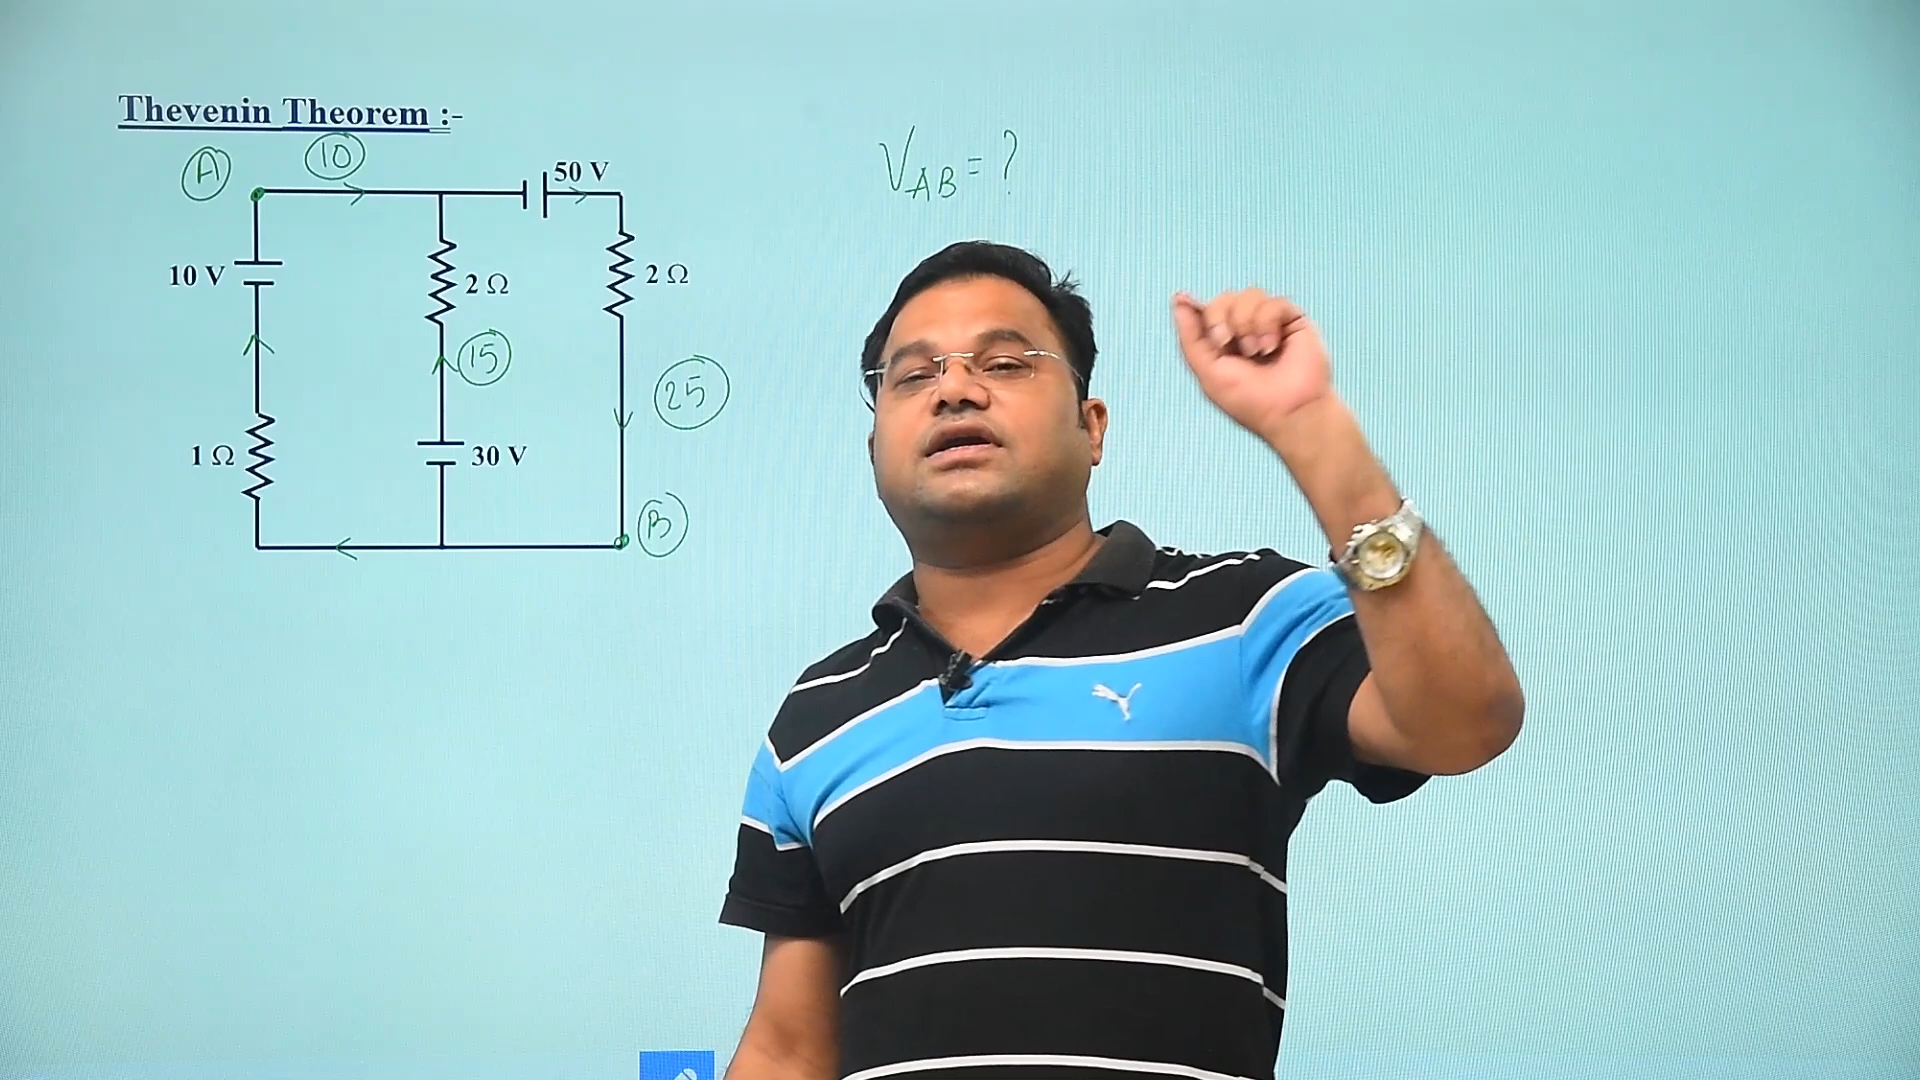 Thevenin Theorem :-
A
10
50 V
V_AB = ?
10 V
2 Ω
2 Ω
15
25
1 Ω
30 V
B